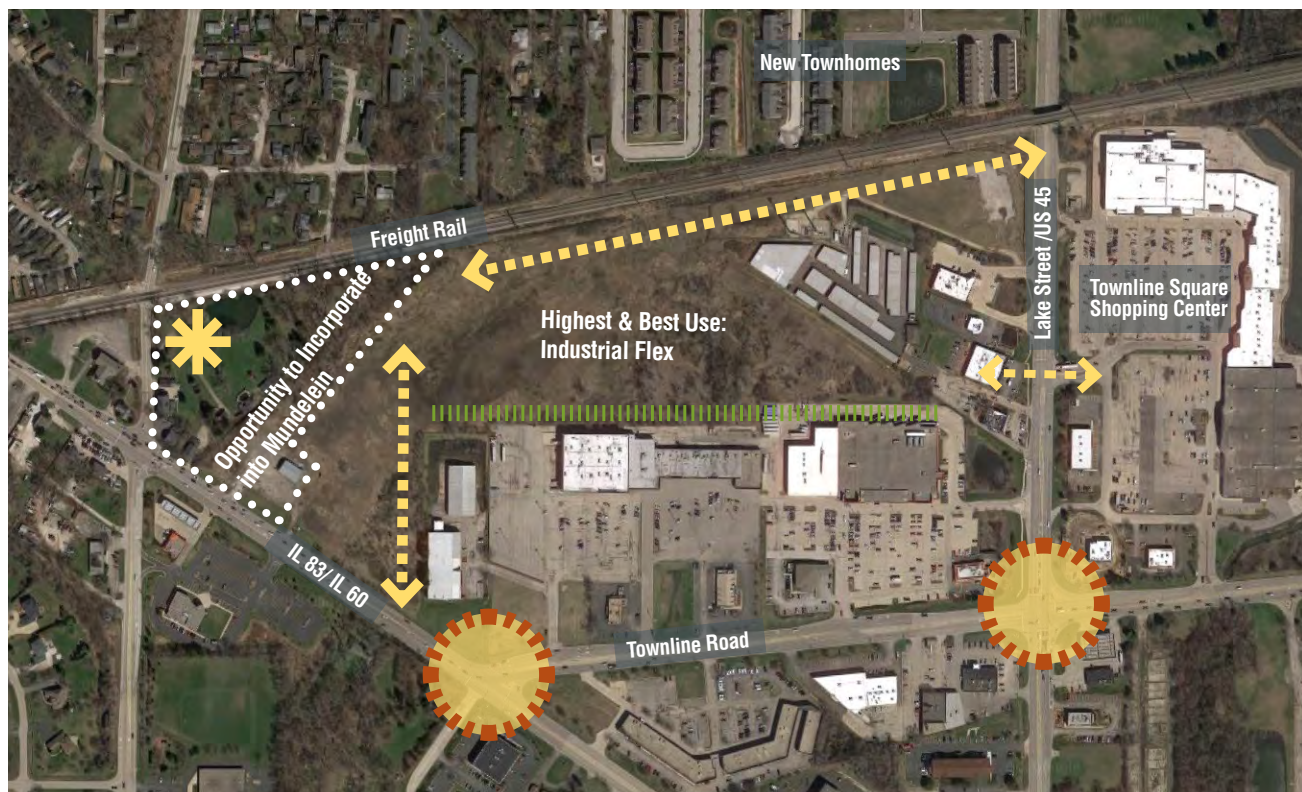 New Townhomes
Freight Rail
Lake Street /US 45
Townline Square
Shopping Center
Highest & Best Use:
Industrial Flex
Opportunity to Incorporate
into Mundelein
IL 83/ IL 60
Townline Road